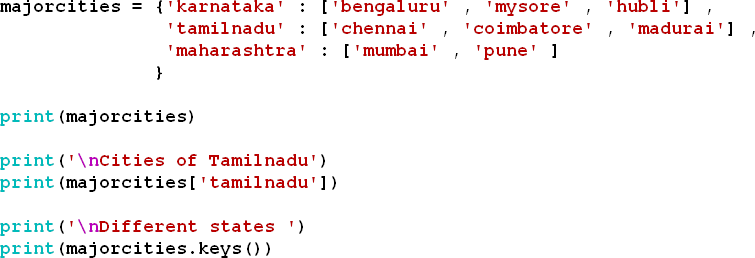 majorcities = {'karnataka' : ['bengaluru' , 'mysore' , 'hubli'] ,
'tamilnadu' : ['chennai' , 'coimbatore' , 'madurai'] ,
'maharashtra' : ['mumbai' , 'pune' ]
}
print(majorcities)
print('\nCities of Tamilnadu')
print(majorcities['tamilnadu'])
print('\nDifferent states ')
print(majorcities.keys())